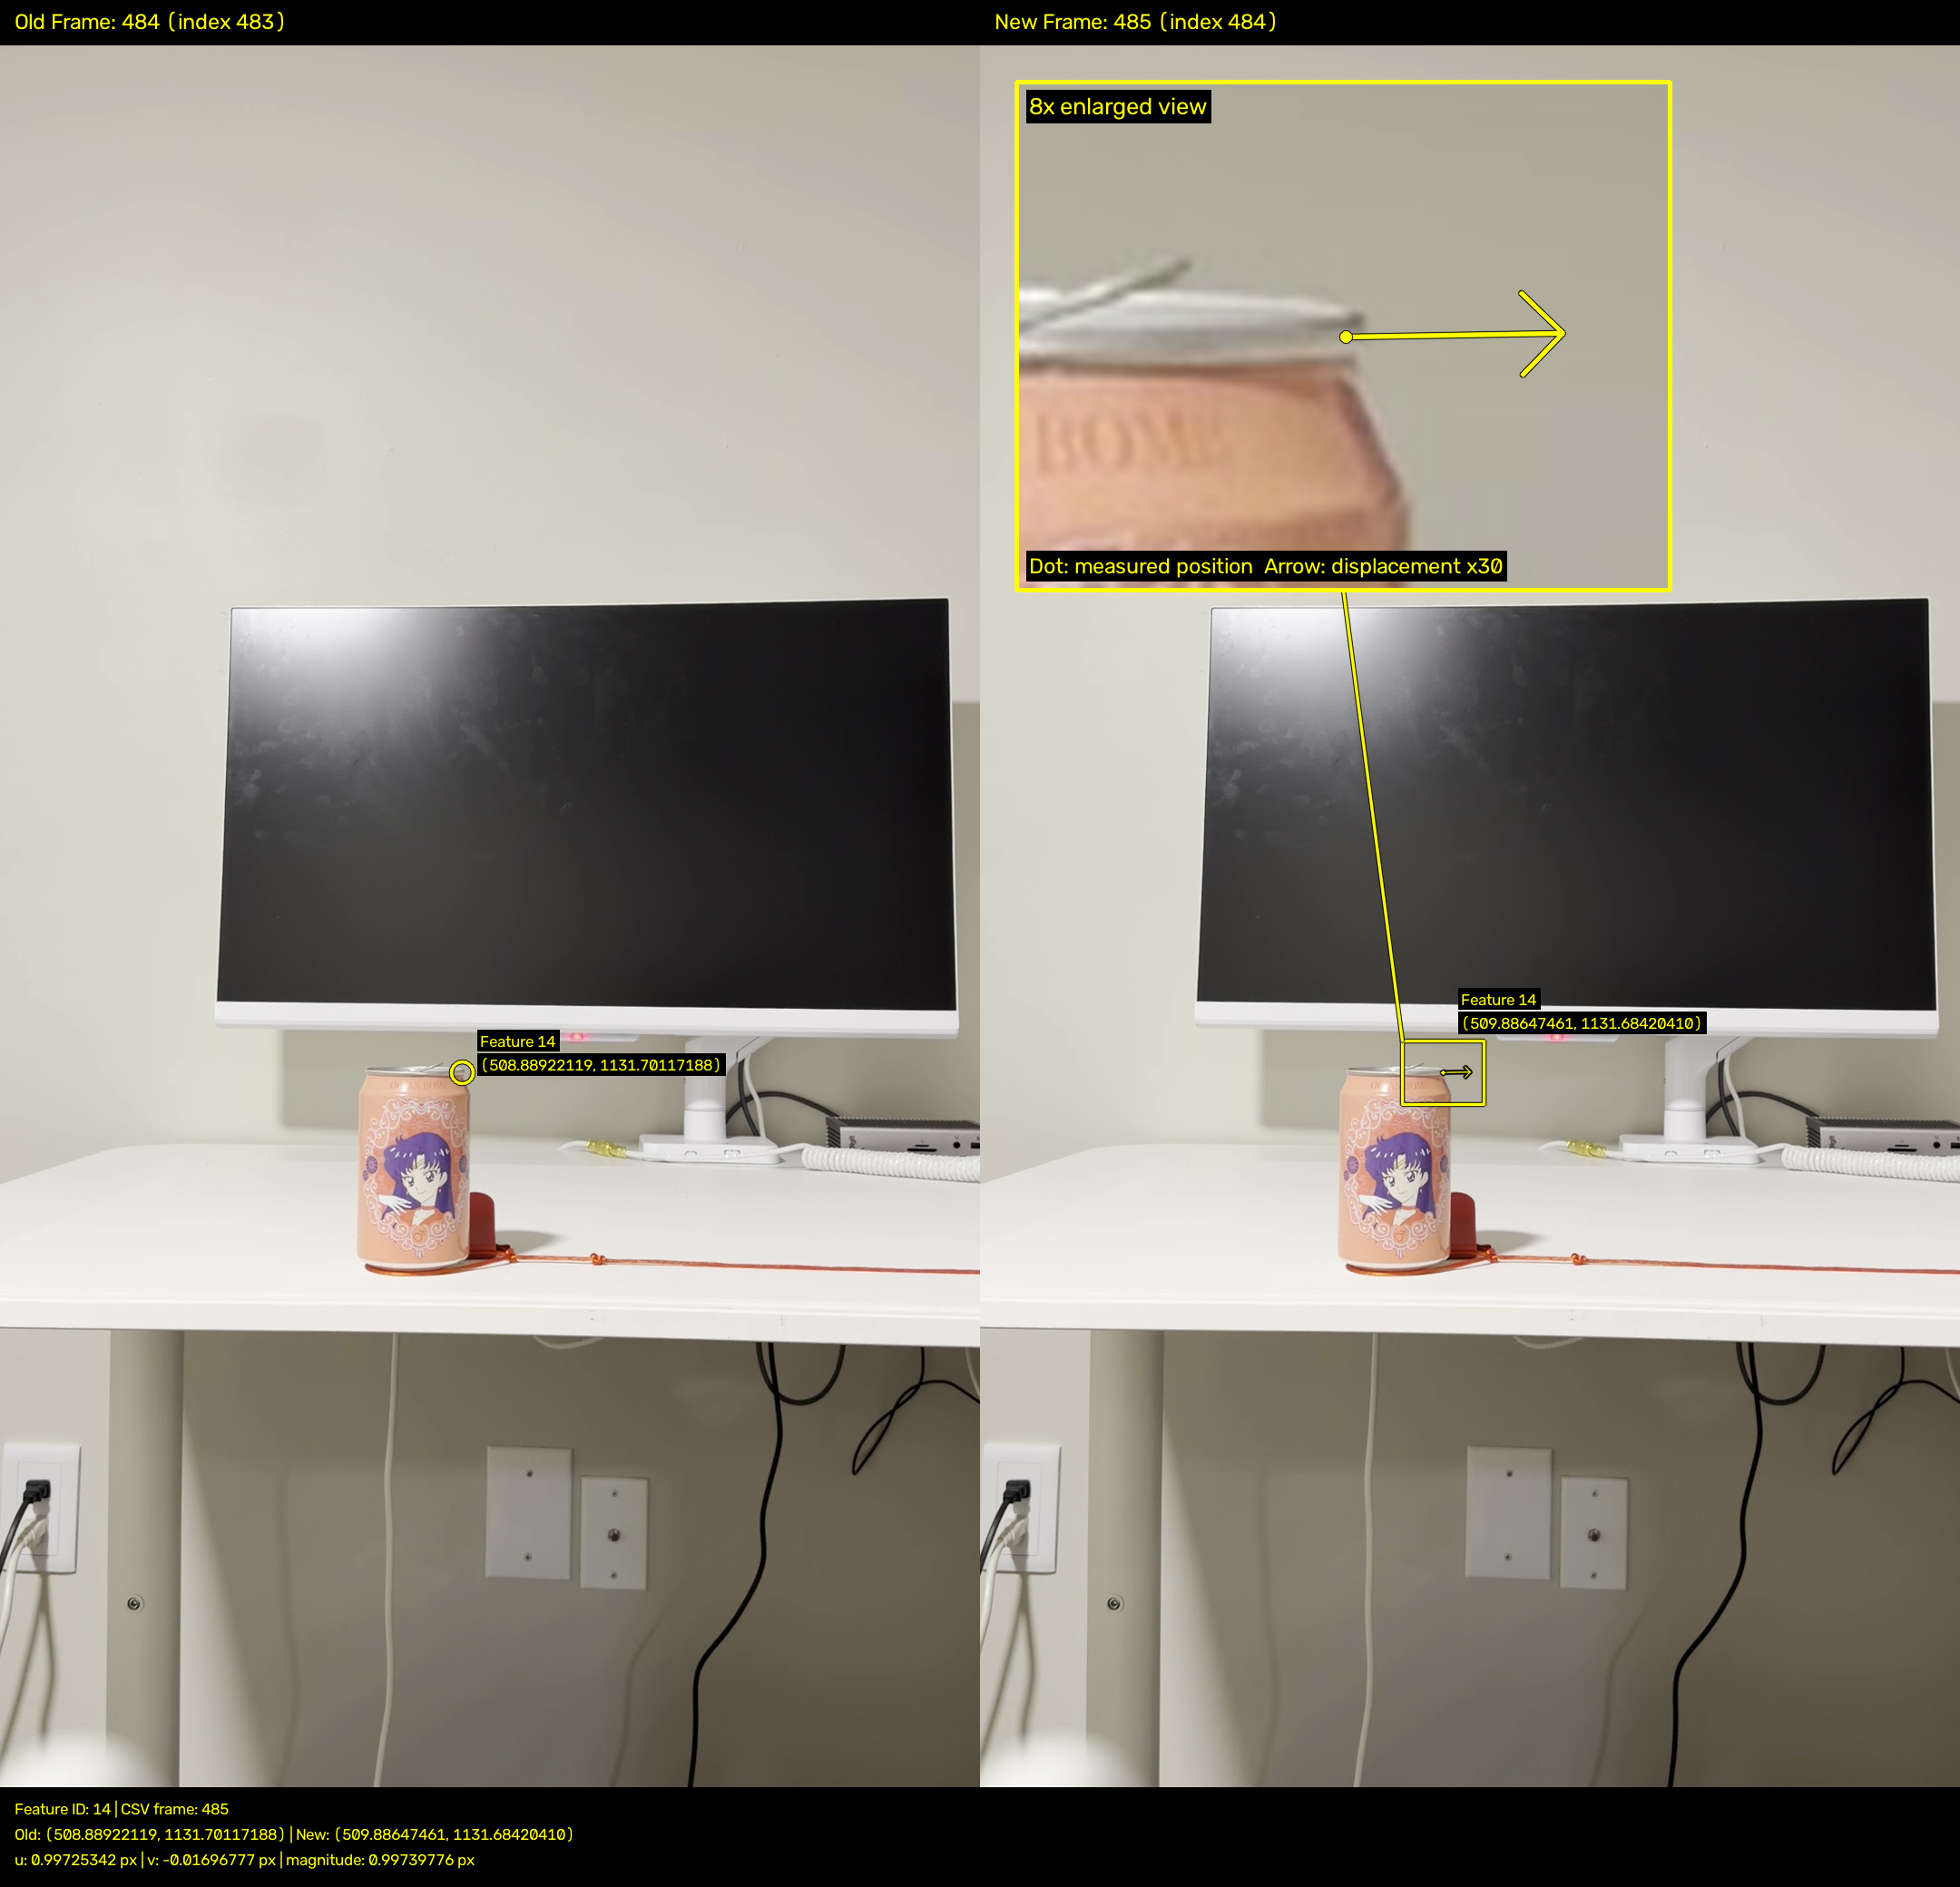 Old Frame: 484 (index 483)
New Frame: 485 (index 484)
8x enlarged view
BOMB
Dot: measured position Arrow: displacement x30
Feature 14
(508.88922119, 1131.70117188)
Feature 14
(509.88647461, 1131.68420410)
OCEAN BOMB
Feature ID: 14 | CSV frame: 485
Old: (508.88922119, 1131.70117188) | New: (509.88647461, 1131.68420410)
u: 0.99725342 px | v: -0.01696777 px | magnitude: 0.99739776 px